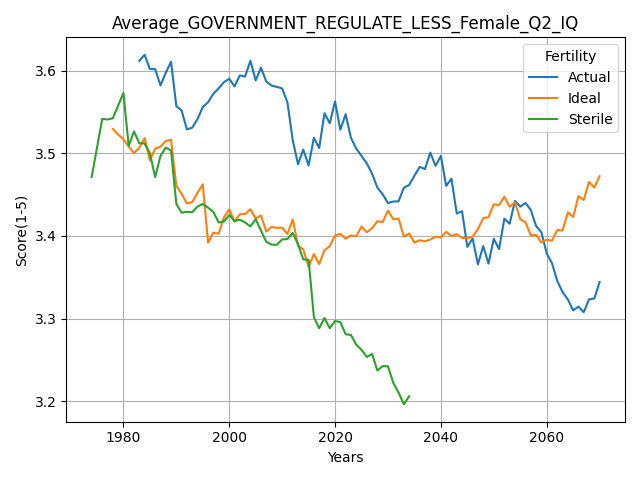 Average_GOVERNMENT_REGULATE_LESS_Female_Q2_IQ
Fertility
Actual
Ideal
Sterile
Score(1-5)
3.6
3.5
3.4
3.3
3.2
1980 2000 2020 2040 2060
Years